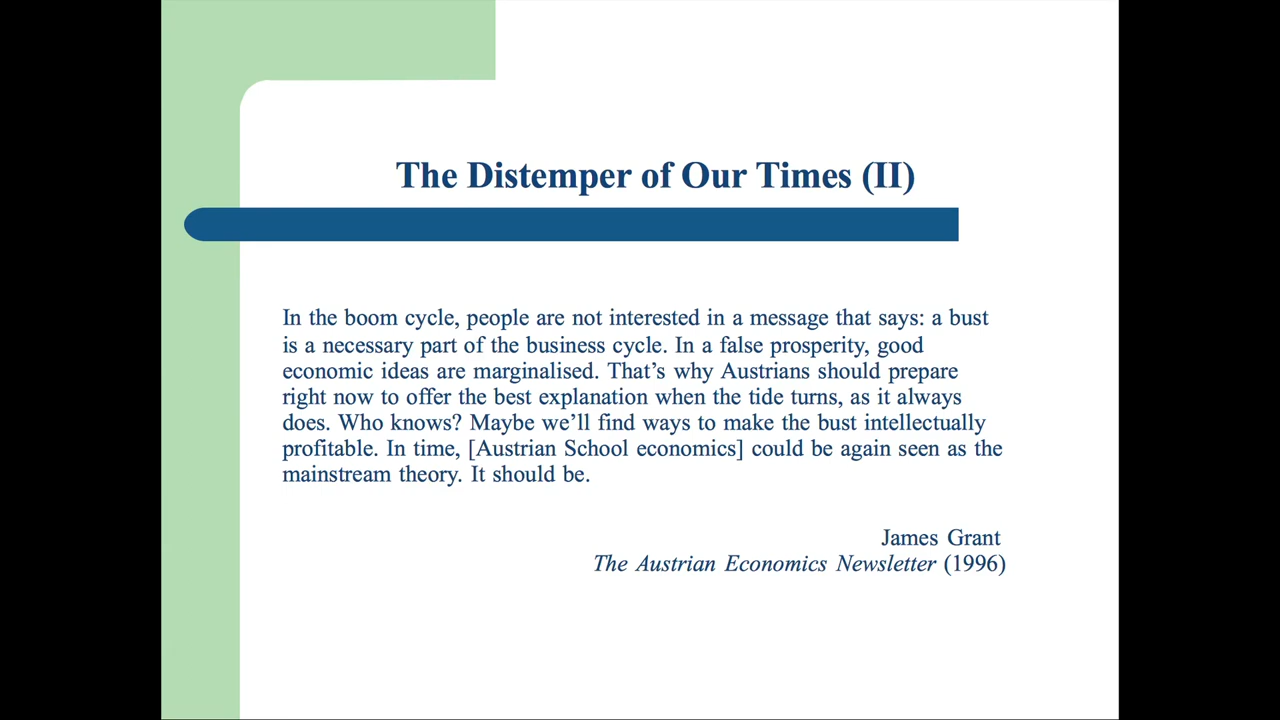 The Distemper of Our Times (II)
In the boom cycle, people are not interested in a message that says: a bust
is a necessary part of the business cycle. In a false prosperity, good
economic ideas are marginalised. That’s why Austrians should prepare
right now to offer the best explanation when the tide turns, as it always
does. Who knows? Maybe we’ll find ways to make the bust intellectually
profitable. In time, [Austrian School economics] could be again seen as the
mainstream theory. It should be.
James Grant
The Austrian Economics Newsletter (1996)